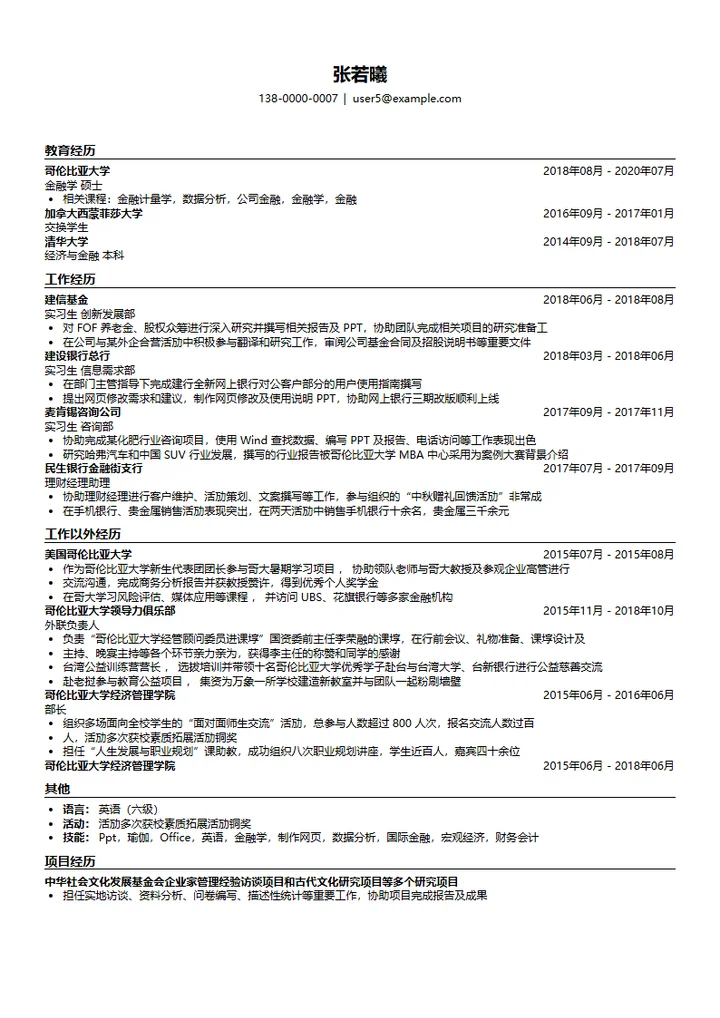 张若曦
138-0000-0007 | user5@example.com
教育经历
哥伦比亚大学 2018年08月 - 2020年07月
金融学 硕士
• 相关课程：金融计量学，数据分析，公司金融，金融学，金融
加拿大西蒙菲莎大学 2016年09月 - 2017年01月
交换学生
清华大学 2014年09月 - 2018年07月
经济与金融 本科
工作经历
建信基金 2018年06月 - 2018年08月
实习生 创新发展部
• 对 FOF 养老金、股权众筹进行深入研究并撰写相关报告及 PPT，协助团队完成相关项目的研究准备工
• 在公司与某外企合营活动中积极参与翻译和研究工作，审阅公司基金合同及招股说明书等重要文件
建设银行总行 2018年03月 - 2018年06月
实习生 信息需求部
• 在部门主管指导下完成建行全新网上银行对公客户部分的用户使用指南撰写
• 提出网页修改需求和建议，制作网页修改及使用说明 PPT，协助网上银行三期改版顺利上线
麦肯锡咨询公司 2017年09月 - 2017年11月
实习生 咨询部
• 协助完成某化肥行业咨询项目，使用 Wind 查找数据、编写 PPT 及报告、电话访问等工作表现出色
• 研究哈弗汽车和中国 SUV 行业发展，撰写的行业报告被哥伦比亚大学 MBA 中心采用为案例大赛背景介绍
民生银行金融街支行 2017年07月 - 2017年09月
理财经理助理
• 协助理财经理进行客户维护、活动策划、文案撰写等工作，参与组织的“中秋赠礼回馈活动”非常成
• 在手机银行、贵金属销售活动表现突出，在两天活动中销售手机银行十余名，贵金属三千余元
工作以外经历
美国哥伦比亚大学 2015年07月 - 2015年08月
• 作为哥伦比亚大学新生代表团团长参与哥大暑期学习项目 ， 协助领队老师与哥大教授及参观企业高管进行
• 交流沟通，完成商务分析报告并获教授赞许，得到优秀个人奖学金
• 在哥大学习风险评估、媒体应用等课程 ， 并访问 UBS、花旗银行等多家金融机构
哥伦比亚大学领导力俱乐部 2015年11月 - 2018年10月
外联负责人
• 负责“哥伦比亚大学经管顾问委员进课堞”国资委前主任李荣融的课堞，在行前会议、礼物准备、课堞设计及
• 主持、晚宴主持等各个环节亲力亲为，获得李主任的称赞和同学的感谢
• 台湾公益训练营营长 ， 选拔培训并带领十名哥伦比亚大学优秀学子赴台与台湾大学、台新银行进行公益慈善交流
• 赴老挝参与教育公益项目 ， 集资为万象一所学校建造新教室并与团队一起粉刷墙壁
哥伦比亚大学经济管理学院 2015年06月 - 2016年06月
部长
• 组织多场面向全校学生的“面对面师生交流”活动，总参与人数超过 800 人次，报名交流人数过百
• 人，活动多次获校素质拓展活动铜奖
• 担任“人生发展与职业规划”课助教，成功组织八次职业规划讲座，学生近百人，嘉宾四十余位
哥伦比亚大学经济管理学院 2015年06月 - 2018年06月
其他
• 语言： 英语（六级）
• 活动： 活动多次获校素质拓展活动铜奖
• 技能： Ppt，瑜伽，Office，英语，金融学，制作网页，数据分析，国际金融，宏观经济，财务会计
项目经历
中华社会文化发展基金会企业家管理经验访谈项目和古代文化研究项目等多个研究项目
• 担任实地访谈、资料分析、问卷编写、描述性统计等重要工作，协助项目完成报告及成果